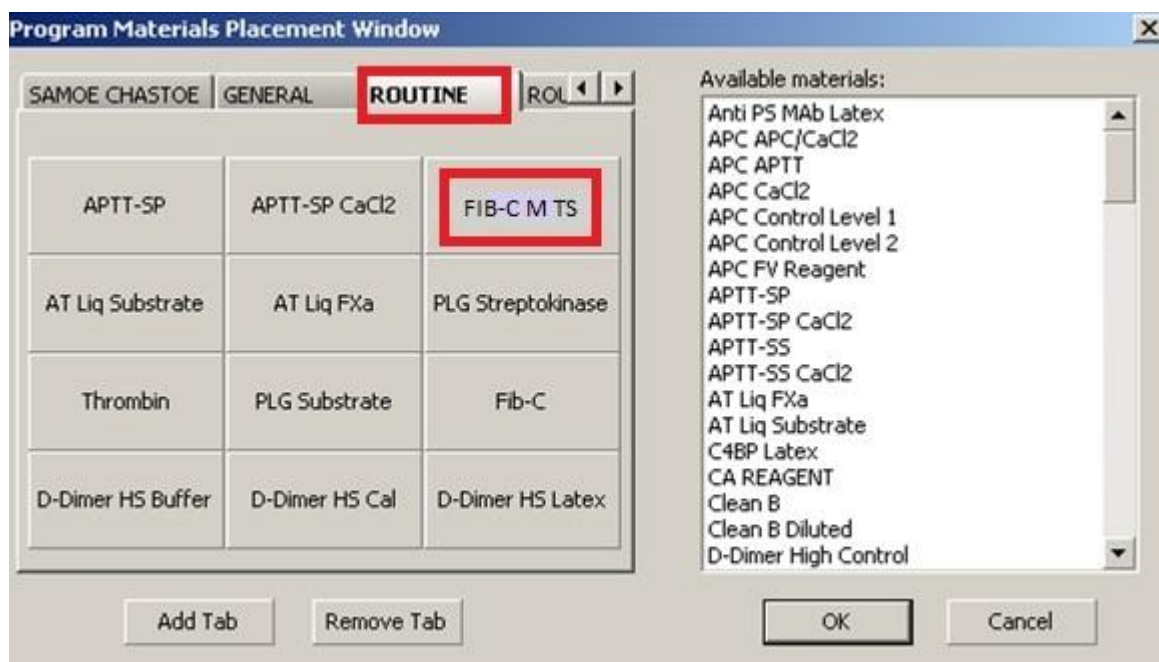 Program Materials Placement Window
SAMOE CHASTOE GENERAL ROUTINE ROU
APTT-SP APTT-SP CaCl2 FIB-C M TS
AT Liq Substrate AT Liq FXa PLG Streptokinase
Thrombin PLG Substrate Fib-C
D-Dimer HS Buffer D-Dimer HS Cal D-Dimer HS Latex
Add Tab Remove Tab
Available materials:
Anti PS MAb Latex
APC APC/CaCl2
APC APTT
APC CaCl2
APC Control Level 1
APC Control Level 2
APC FV Reagent
APTT-SP
APTT-SP CaCl2
APTT-SS
APTT-SS CaCl2
AT Liq FXa
AT Liq Substrate
C4BP Latex
CA REAGENT
Clean B
Clean B Diluted
D-Dimer High Control
OK Cancel